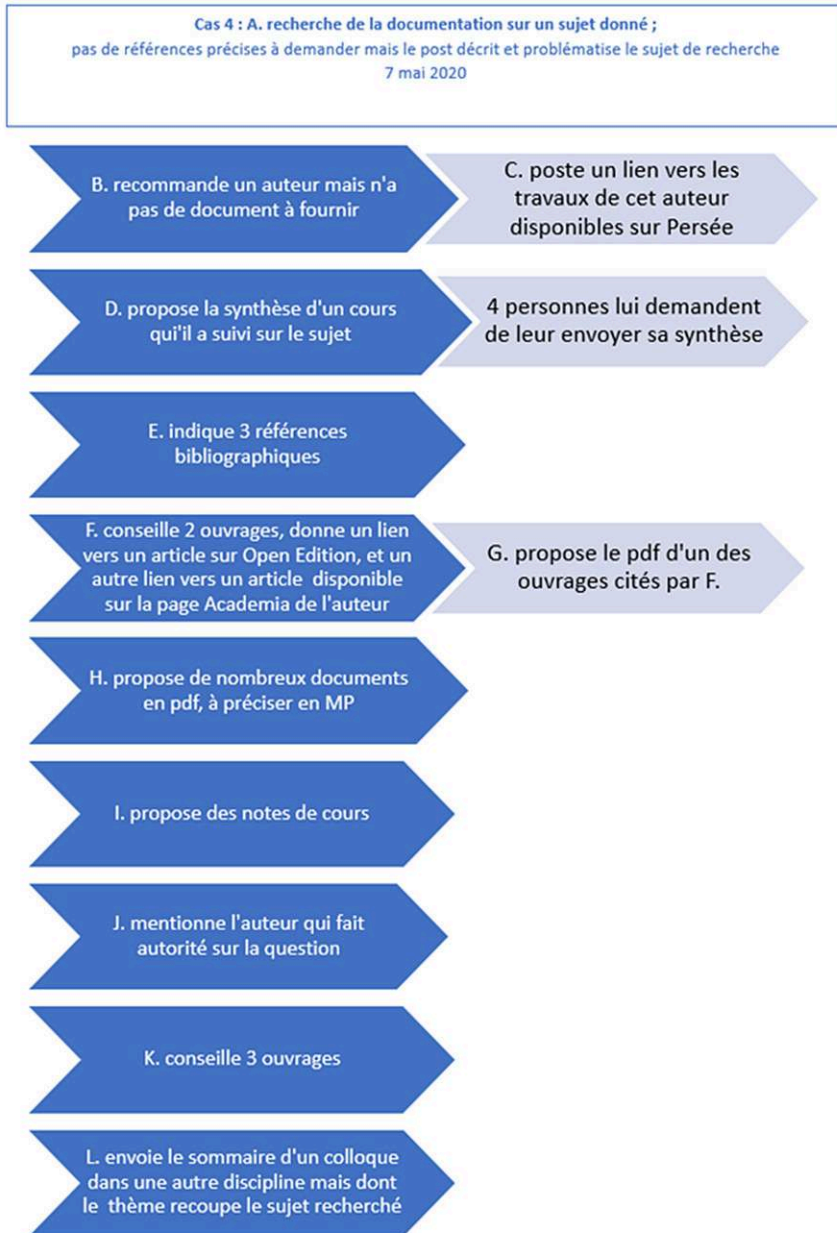 Cas 4 : A. recherche de la documentation sur un sujet donné ;
pas de références précises à demander mais le post décrit et problématise le sujet de recherche
7 mai 2020
B. recommande un auteur mais n'a
pas de document à fournir
C. poste un lien vers les
travaux de cet auteur
disponibles sur Persée
D. propose la synthèse d'un cours
qu'il a suivi sur le sujet
4 personnes lui demandent
de leur envoyer sa synthèse
E. indique 3 références
bibliographiques
F. conseille 2 ouvrages, donne un lien
vers un article sur Open Edition, et un
autre lien vers un article disponible
sur la page Academia de l'auteur
G. propose le pdf d'un des
ouvrages cités par F.
H. propose de nombreux documents
en pdf, à préciser en MP
I. propose des notes de cours
J. mentionne l'auteur qui fait
autorité sur la question
K. conseille 3 ouvrages
L. envoie le sommaire d'un colloque
dans une autre discipline mais dont
le thème recoupe le sujet recherché